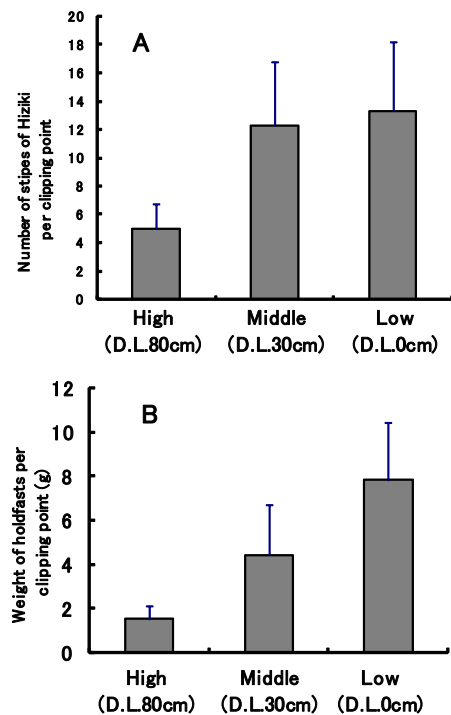 A
Number of stipes of Hiziki
per clipping point
20
18
16
14
12
10
8
6
4
2
0
High Middle Low
(D.L.80cm) (D.L.30cm) (D.L.0cm)
B
Weight of holdfasts per
clipping point (g)
12
10
8
6
4
2
0
High Middle Low
(D.L.80cm) (D.L.30cm) (D.L.0cm)